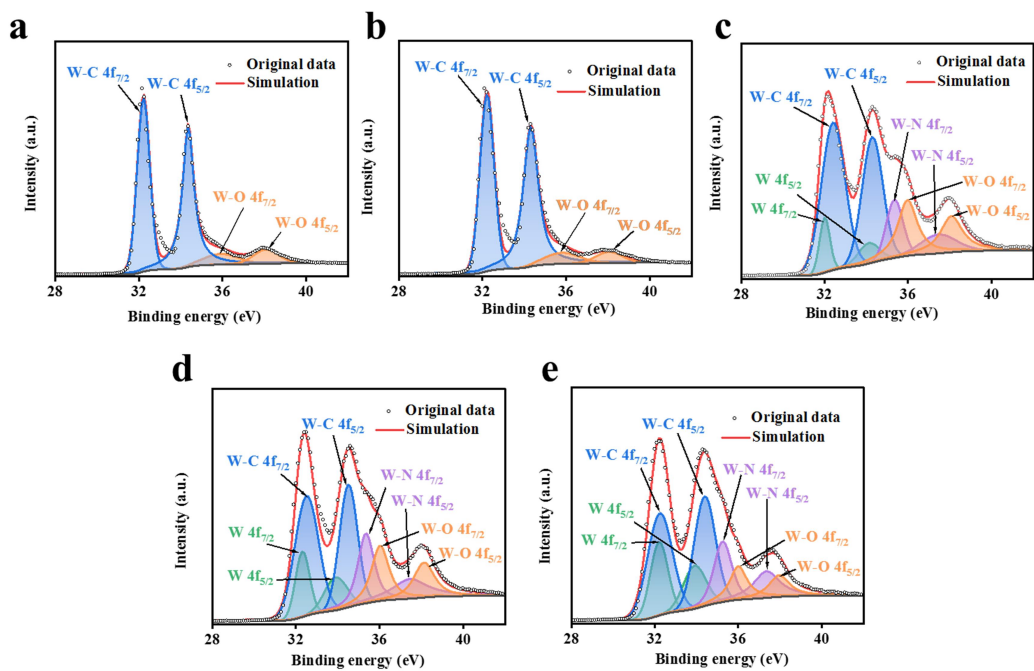 a
W-C 4f7/2
W-C 4f5/2
Original data
Simulation
W-O 4f7/2
W-O 4f5/2
Intensity (a.u.)
28 32 36 40
Binding energy (eV)
b
W-C 4f7/2
W-C 4f5/2
Original data
Simulation
W-O 4f7/2
W-O 4f5/2
Intensity (a.u.)
28 32 36 40
Binding energy (eV)
c
W-C 4f7/2
W-C 4f5/2
Original data
Simulation
W-N 4f7/2
W-N 4f5/2
W 4f5/2
W-O 4f7/2
W 4f7/2
W-O 4f5/2
Intensity (a.u.)
28 32 36 40
Binding energy (eV)
d
W-C 4f5/2
Original data
Simulation
W-C 4f7/2
W-N 4f7/2
W-N 4f5/2
W 4f7/2
W-O 4f7/2
W 4f5/2
W-O 4f5/2
Intensity (a.u.)
28 32 36 40
Binding energy (eV)
e
W-C 4f5/2
Original data
Simulation
W-C 4f7/2
W-N 4f7/2
W-N 4f5/2
W 4f5/2
W 4f7/2
W-O 4f7/2
W-O 4f5/2
Intensity (a.u.)
28 32 36 40
Binding energy (eV)